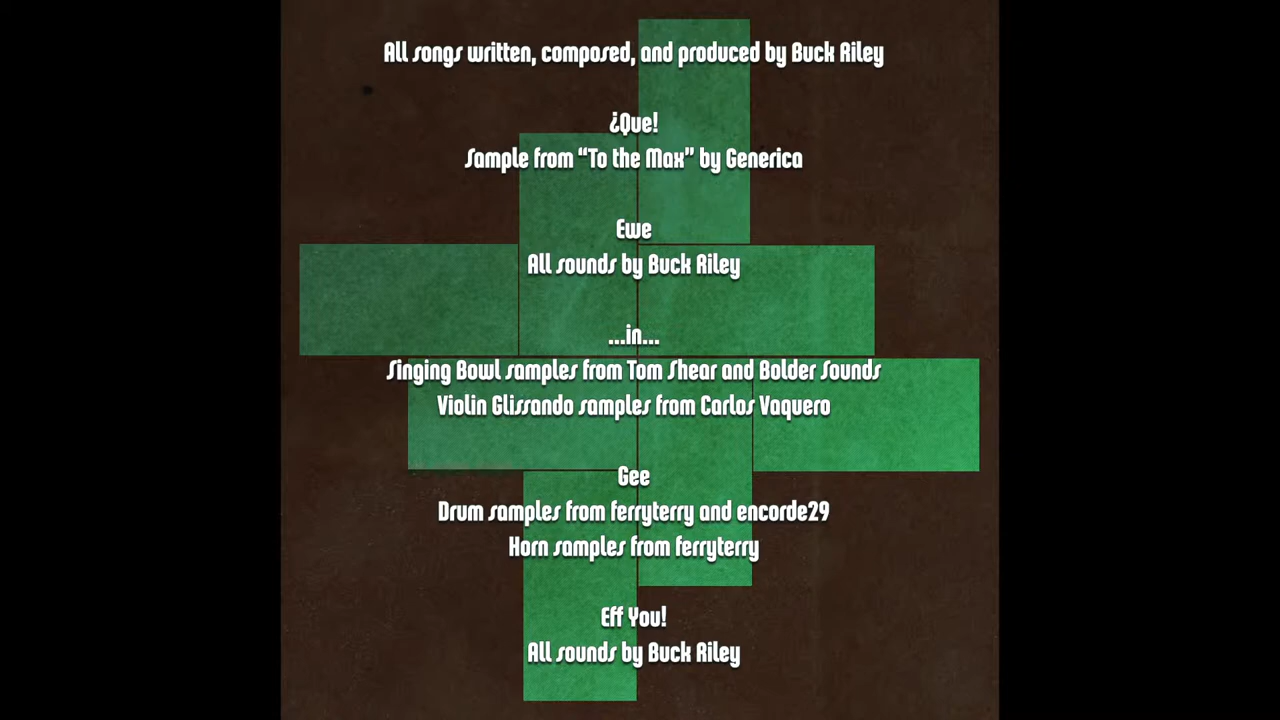 All songs written, composed, and produced by Buck Riley
¿Que!
Sample from “To the Max” by Generica
Ewe
All sounds by Buck Riley
...in...
Singing Bowl samples from Tom Shear and Bolder Sounds
Violin Glissando samples from Carlos Vaquero
Gee
Drum samples from ferryterry and encorde29
Horn samples from ferryterry
Eff You!
All sounds by Buck Riley